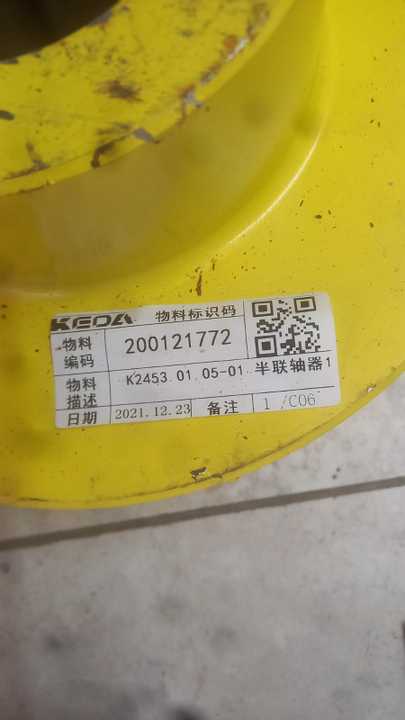 KEDA 物料标识码
物料编码 200121772
物料描述 K2453.01.05-01 半联轴器1
日期 2021.12.23 备注 1 /C06